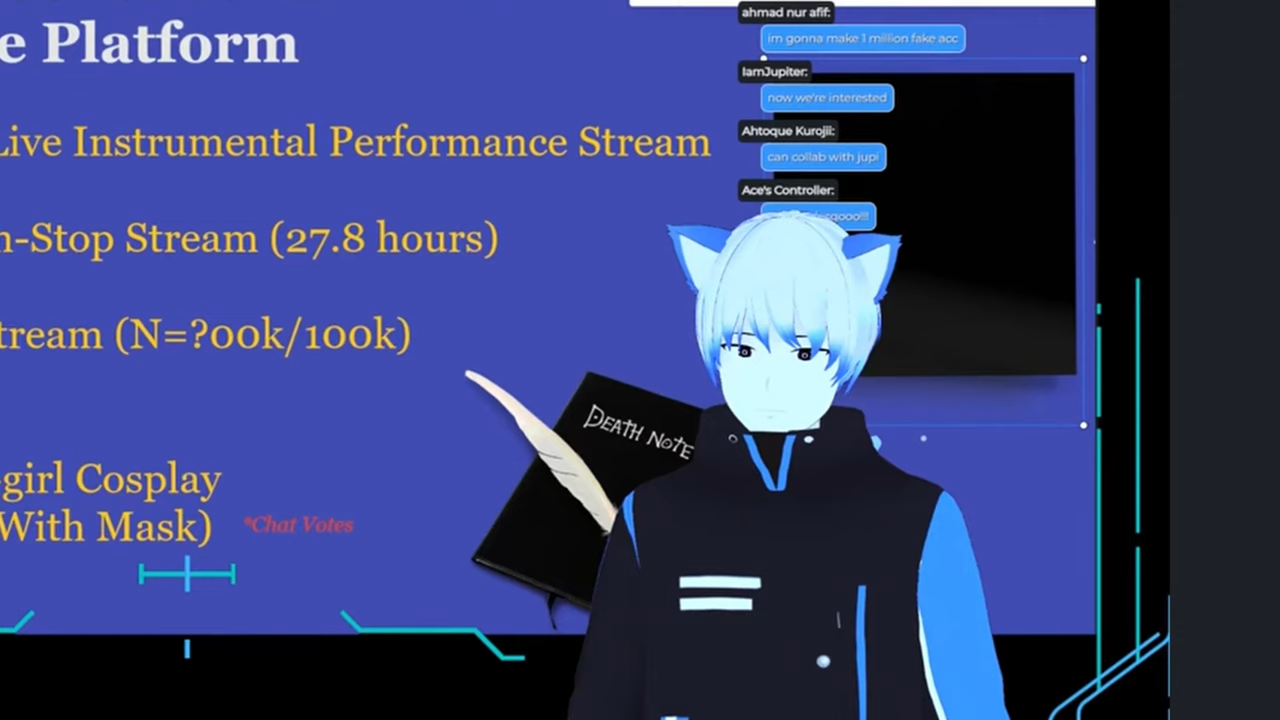 e Platform
Live Instrumental Performance Stream
n-Stop Stream (27.8 hours)
tream (N=?00k/100k)
girl Cosplay
With Mask)
*Chat Votes
ahmad nur afif:
im gonna make 1 million fake acc
IamJupiter:
now we're interested
Ahtoque Kurojii:
can collab with jupi
Ace's Controller:
DEATH NOTE